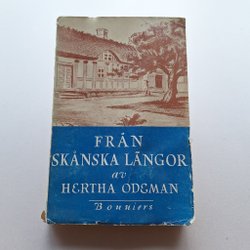 FRÅN
SKÅNSKA LÄNGOR
av
HERTHA ODEMAN
Bonniers